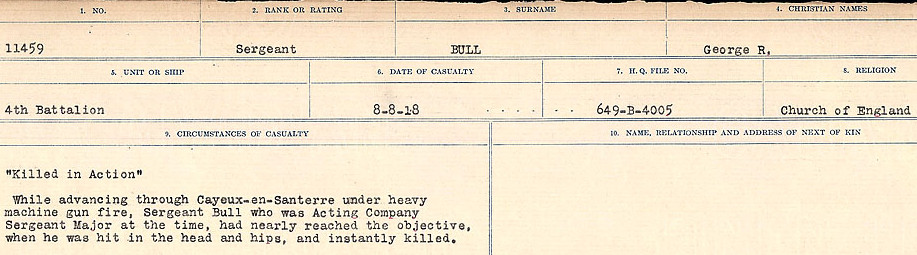 1. NO. 2. RANK OR RATING 3. SURNAME 4. CHRISTIAN NAMES
11459 Sergeant BULL George R.
5. UNIT OR SHIP 6. DATE OF CASUALTY 7. H. Q. FILE NO. 8. RELIGION
4th Battalion 8-8-18 . . . . . . 649-B-4005 Church of England
9. CIRCUMSTANCES OF CASUALTY 10. NAME, RELATIONSHIP AND ADDRESS OF NEXT OF KIN
"Killed in Action"
While advancing through Cayeux-en-Santerre under heavy
machine gun fire, Sergeant Bull who was Acting Company
Sergeant Major at the time, had nearly reached the objective,
when he was hit in the head and hips, and instantly killed.